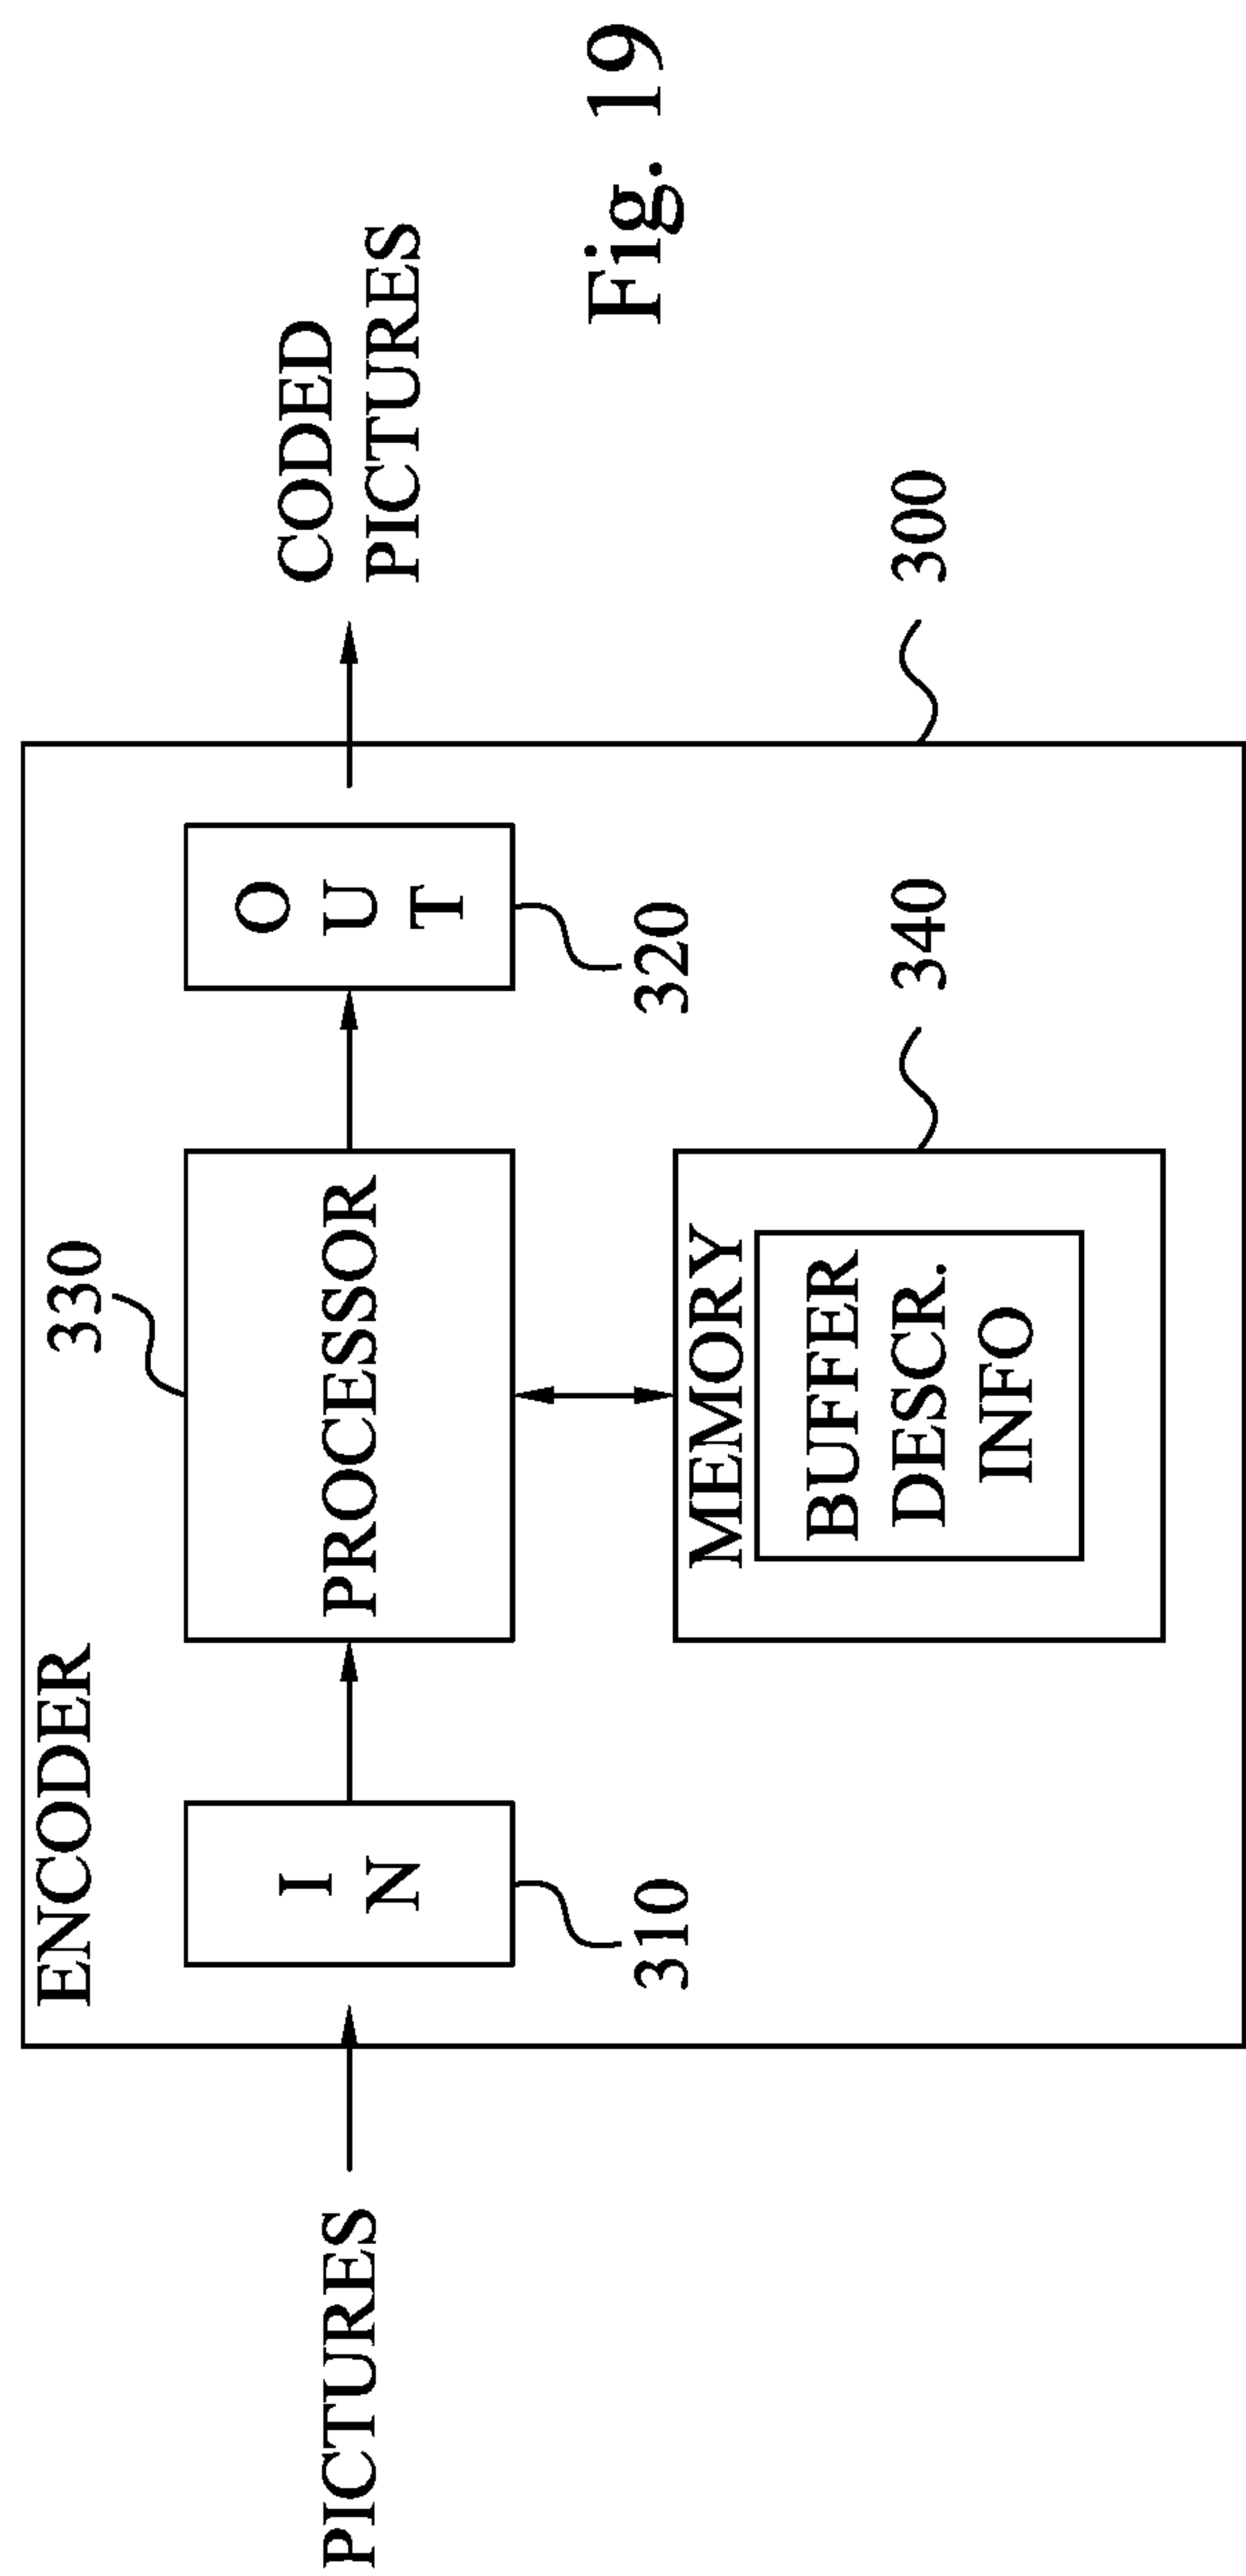 ENCODER
330
PICTURES
I
N
PROCESSOR
O
U
T
CODED
PICTURES
310
320
MEMORY
BUFFER
DESCR.
INFO
340
300
Fig. 19